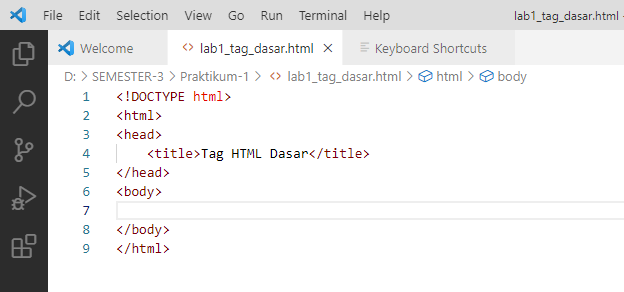 File Edit Selection View Go Run Terminal Help lab1_tag_dasar.html -
Welcome <> lab1_tag_dasar.html × Keyboard Shortcuts
D: > SEMESTER-3 > Praktikum-1 > <> lab1_tag_dasar.html > html > body
1 <!DOCTYPE html>
2 <html>
3 <head>
4     <title>Tag HTML Dasar</title>
5 </head>
6 <body>
7
8 </body>
9 </html>